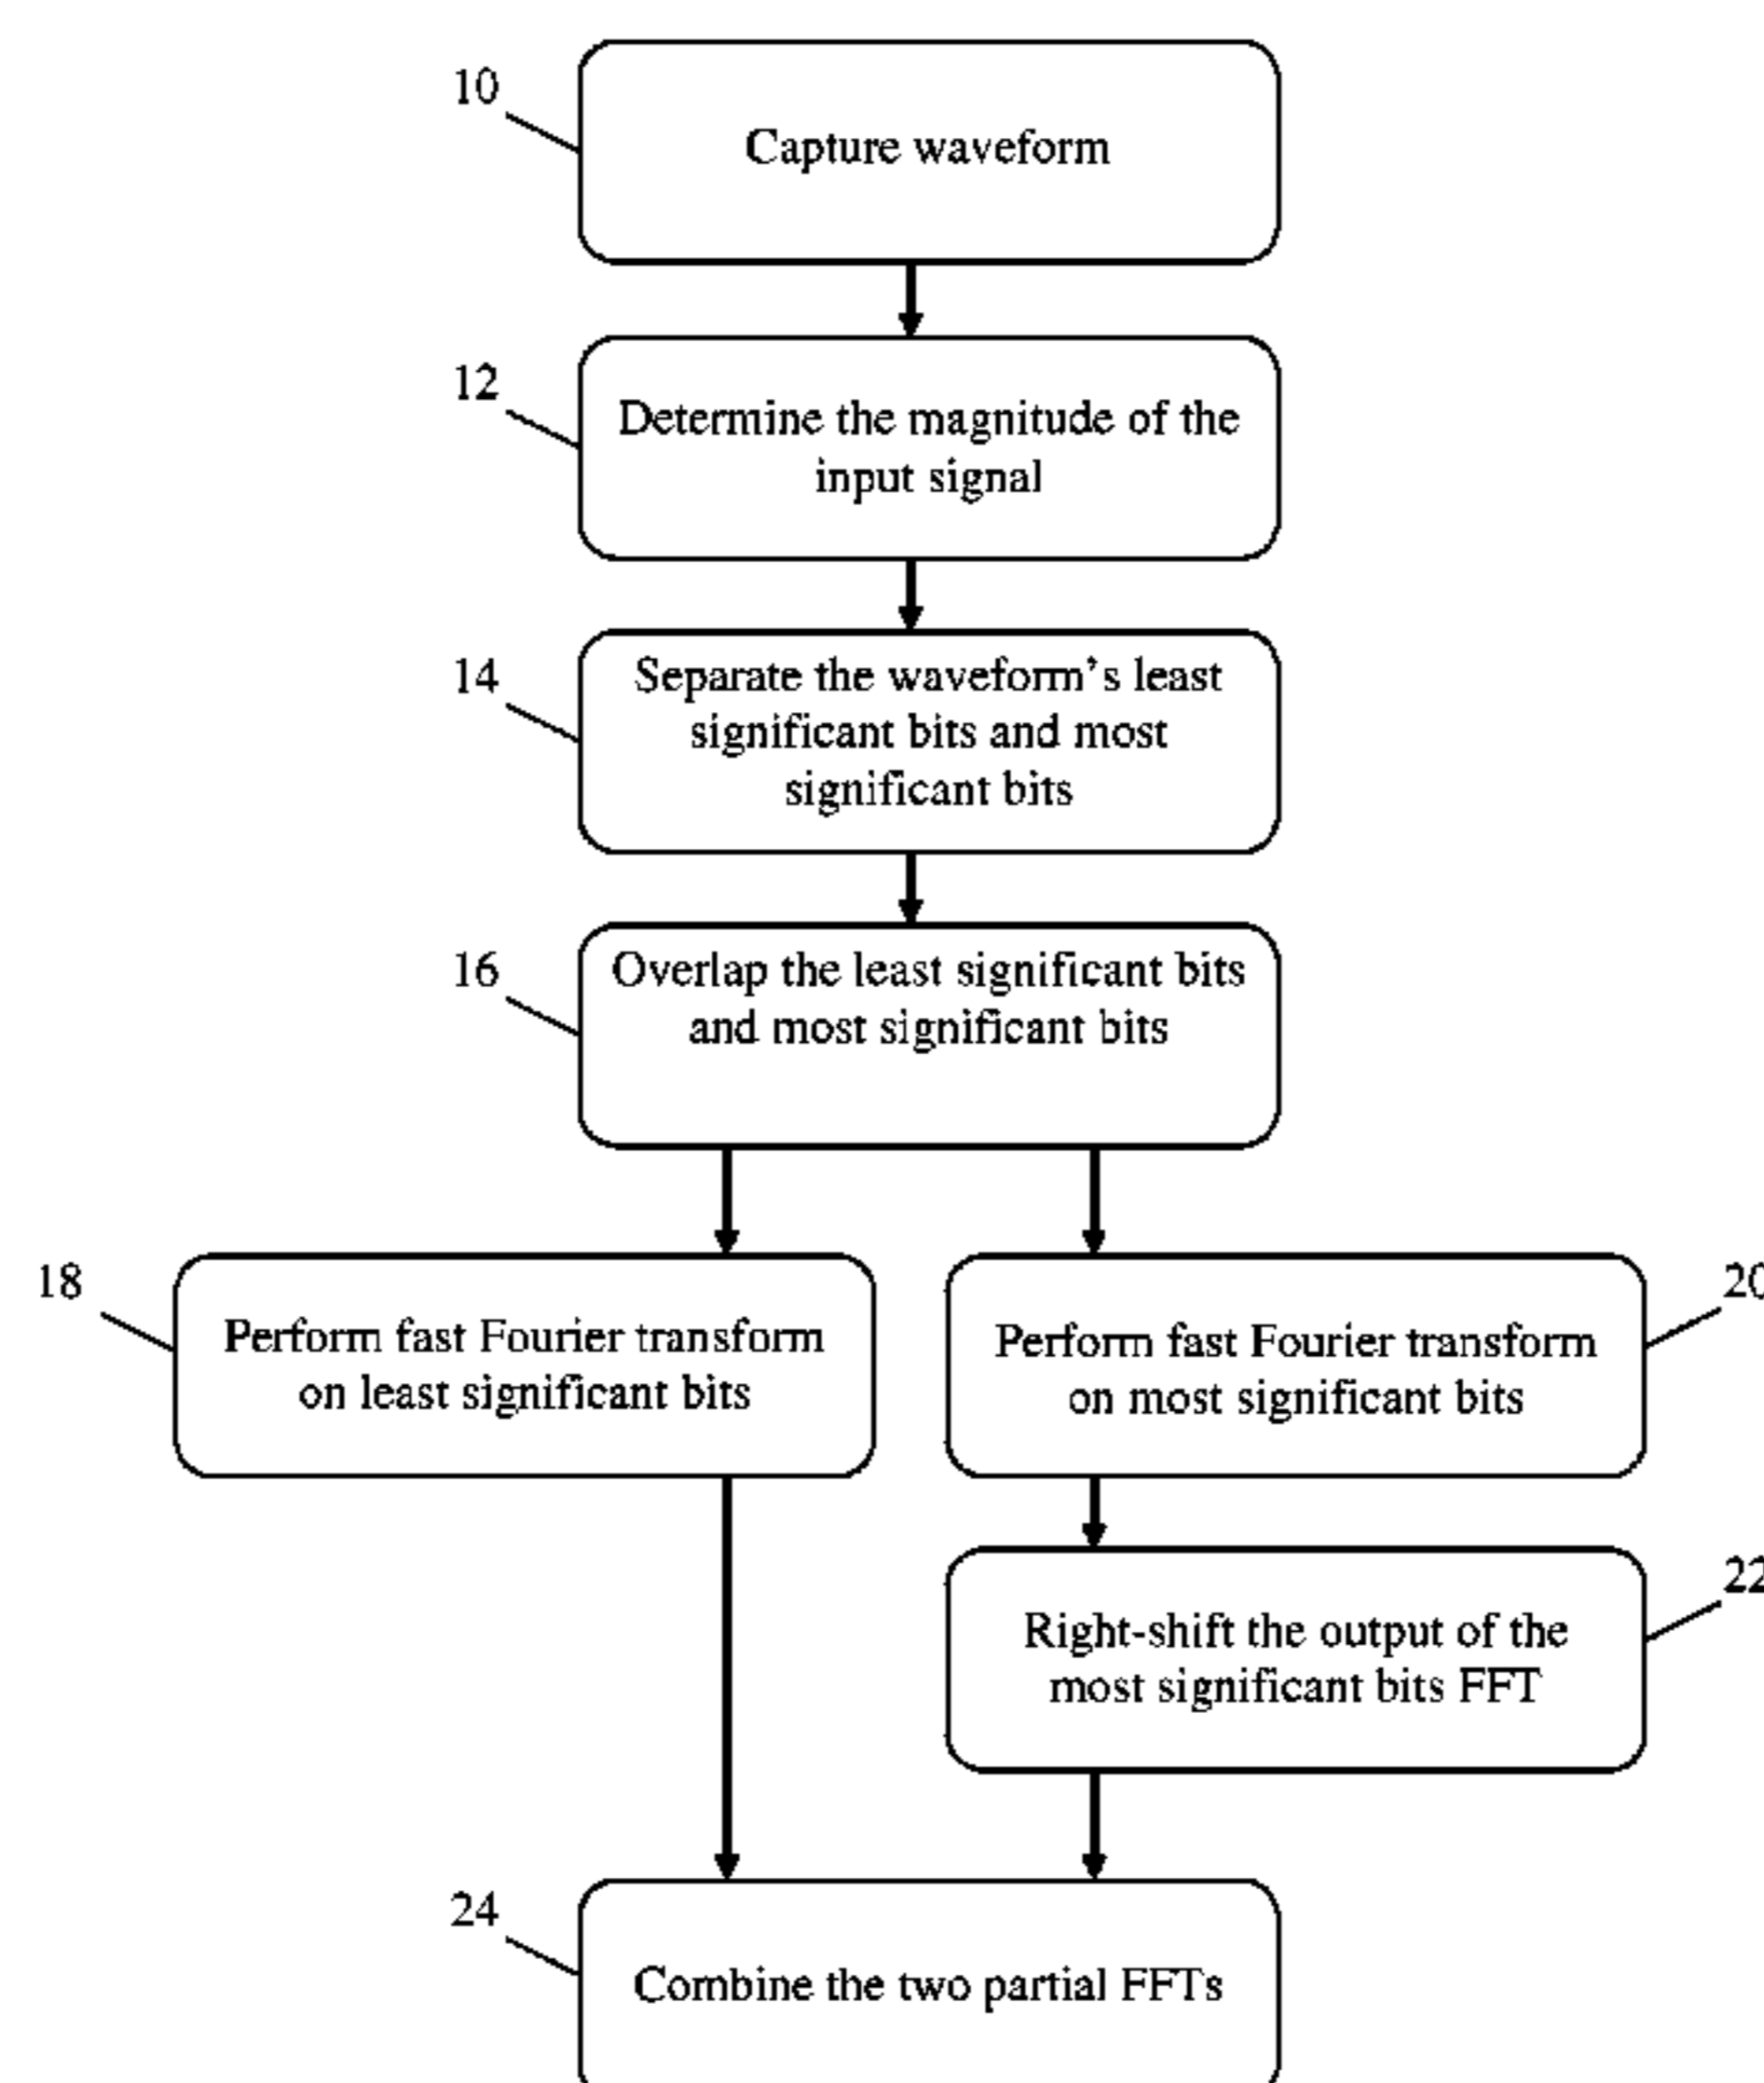 10
Capture waveform
12
Determine the magnitude of the
input signal
14
Separate the waveform's least
significant bits and most
significant bits
16
Overlap the least significant bits
and most significant bits
18
Perform fast Fourier transform
on least significant bits
20
Perform fast Fourier transform
on most significant bits
22
Right-shift the output of the
most significant bits FFT
24
Combine the two partial FFTs